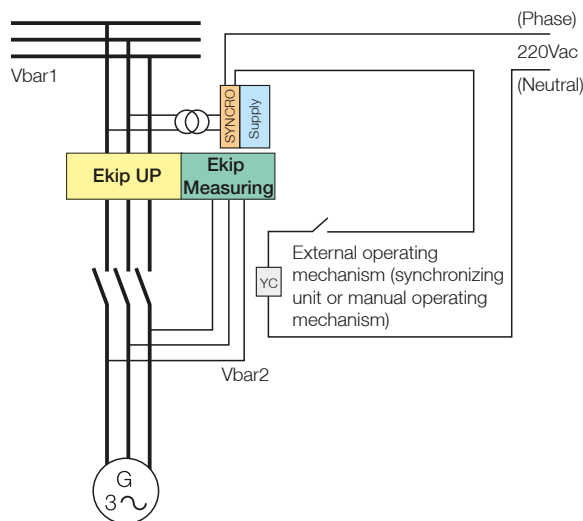 (Phase)
220Vac
(Neutral)
Vbar1
SYNCRO
Supply
Ekip UP
Ekip
Measuring
External operating
mechanism (synchronizing
unit or manual operating
mechanism)
YC
Vbar2
G
3